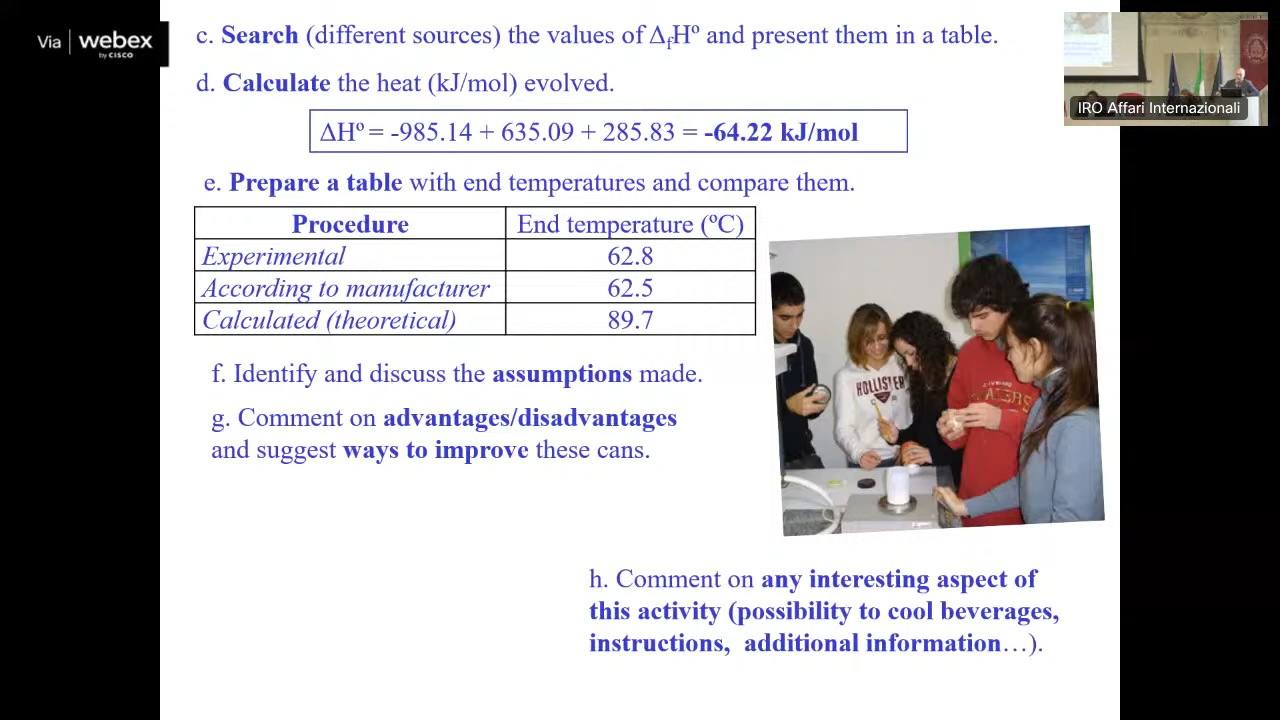 Via | webex
by CISCO
c. Search (different sources) the values of ΔfHº and present them in a table.
IRO Affari Internazionali
d. Calculate the heat (kJ/mol) evolved.
ΔHº = -985.14 + 635.09 + 285.83 = -64.22 kJ/mol
e. Prepare a table with end temperatures and compare them.
Procedure End temperature (ºC)
Experimental 62.8
According to manufacturer 62.5
Calculated (theoretical) 89.7
f. Identify and discuss the assumptions made.
g. Comment on advantages/disadvantages
and suggest ways to improve these cans.
HOLLISTER
h. Comment on any interesting aspect of
this activity (possibility to cool beverages,
instructions, additional information…).